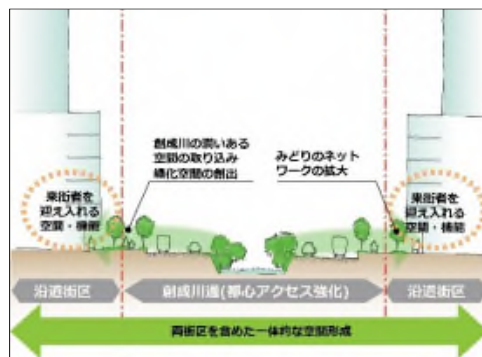 創成川の潤いある
空間の取り込み
緑化空間の創出
みどりのネット
ワークの拡大
来街者を
迎え入れる
空間・機能
来街者を
迎え入れる
空間・機能
沿道街区
創成川通(都心アクセス強化)
沿道街区
両街区を含めた一体的な空間形成